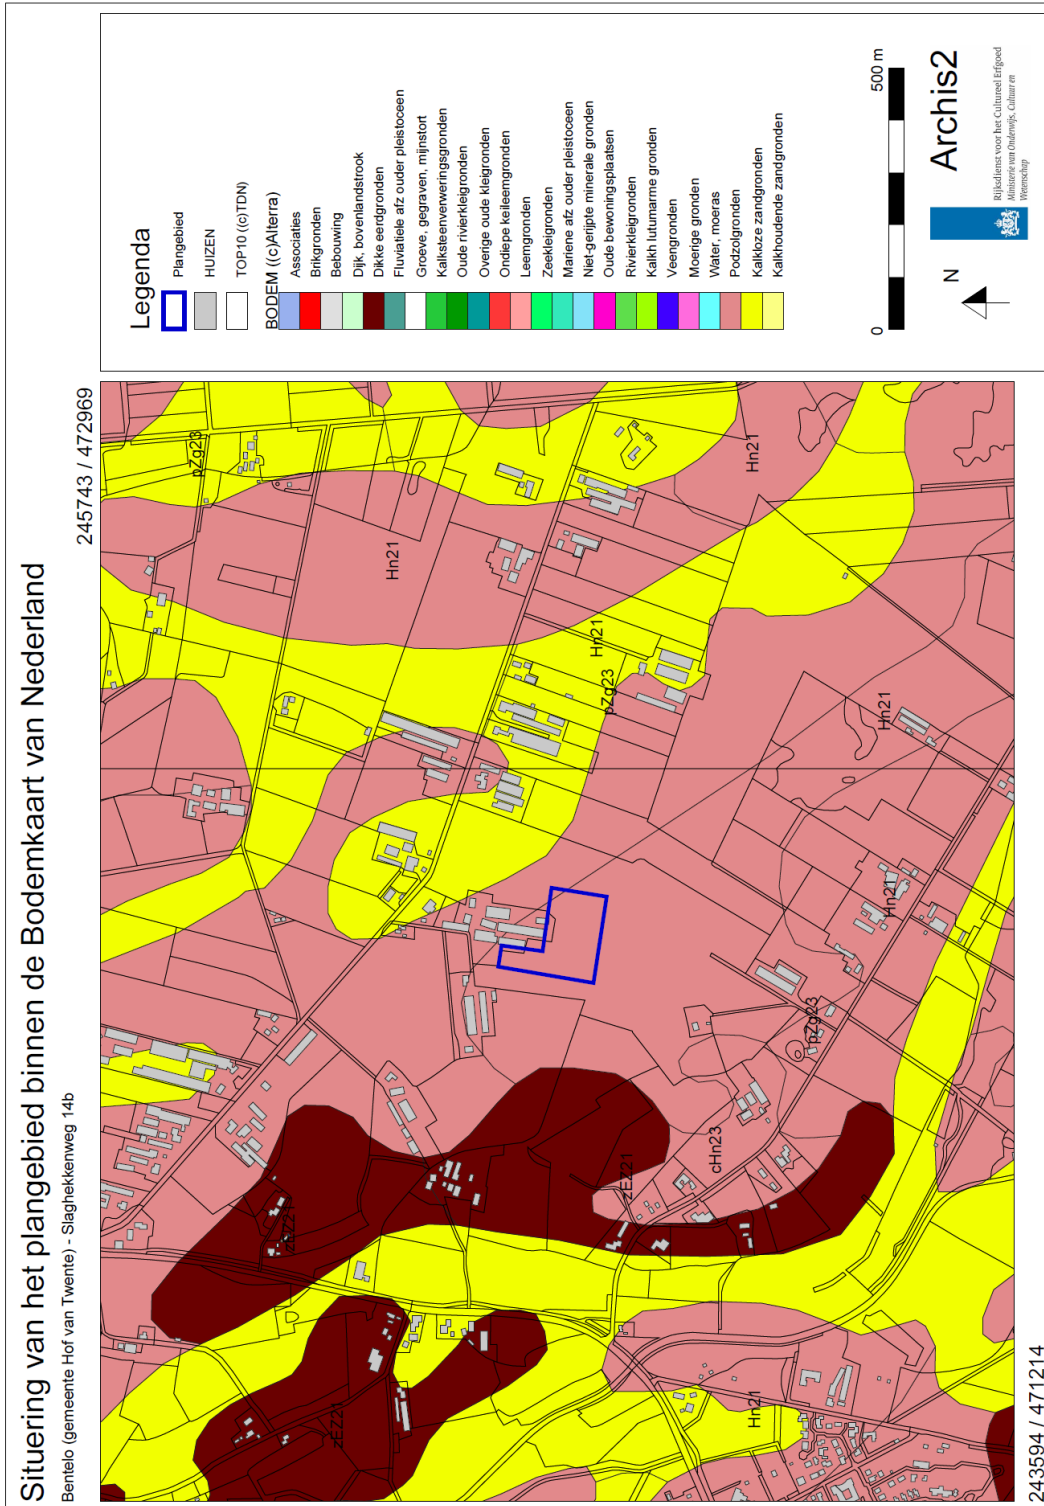 Situering van het plangebied binnen de Bodemkaart van Nederland
Bentelo (gemeente Hof van Twente) - Slaghekkenweg 14b
245743 / 472969
243594 / 471214
pZg23
Hn21
Hn21
Hn21
pZg23
Hn21
Hn21
pZg23
cHn23
zEZ21
zEZ21
zEZ21
Hn21
Legenda
Plangebied
HUIZEN
TOP10 ((c)TDN)
BODEM ((c)Alterra)
Associaties
Brikgronden
Bebouwing
Dijk, bovenlandstrook
Dikke eerdgronden
Fluviatiele afz ouder pleistoceen
Groeve, gegraven, mijnstort
Kalksteenverweringsgronden
Oude rivierkleigronden
Overige oude kleigronden
Ondiepe keileemgronden
Leemgronden
Zeekleigronden
Mariene afz ouder pleistoceen
Niet-gerijpte minerale gronden
Oude bewoningsplaatsen
Rivierkleigronden
Kalkh lutumarme gronden
Veengronden
Moerige gronden
Water, moeras
Podzolgronden
Kalkloze zandgronden
Kalkhoudende zandgronden
0
500 m
N
Archis2
Rijksdienst voor het Cultureel Erfgoed
Ministerie van Onderwijs, Cultuur en
Wetenschap